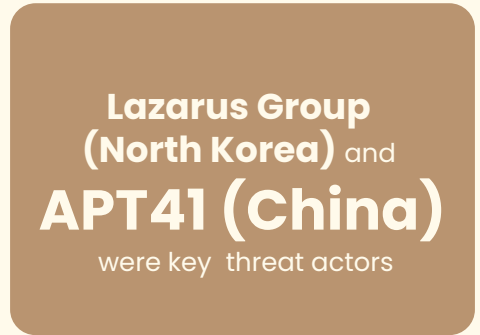 Lazarus Group
(North Korea) and
APT41 (China)
were key  threat actors